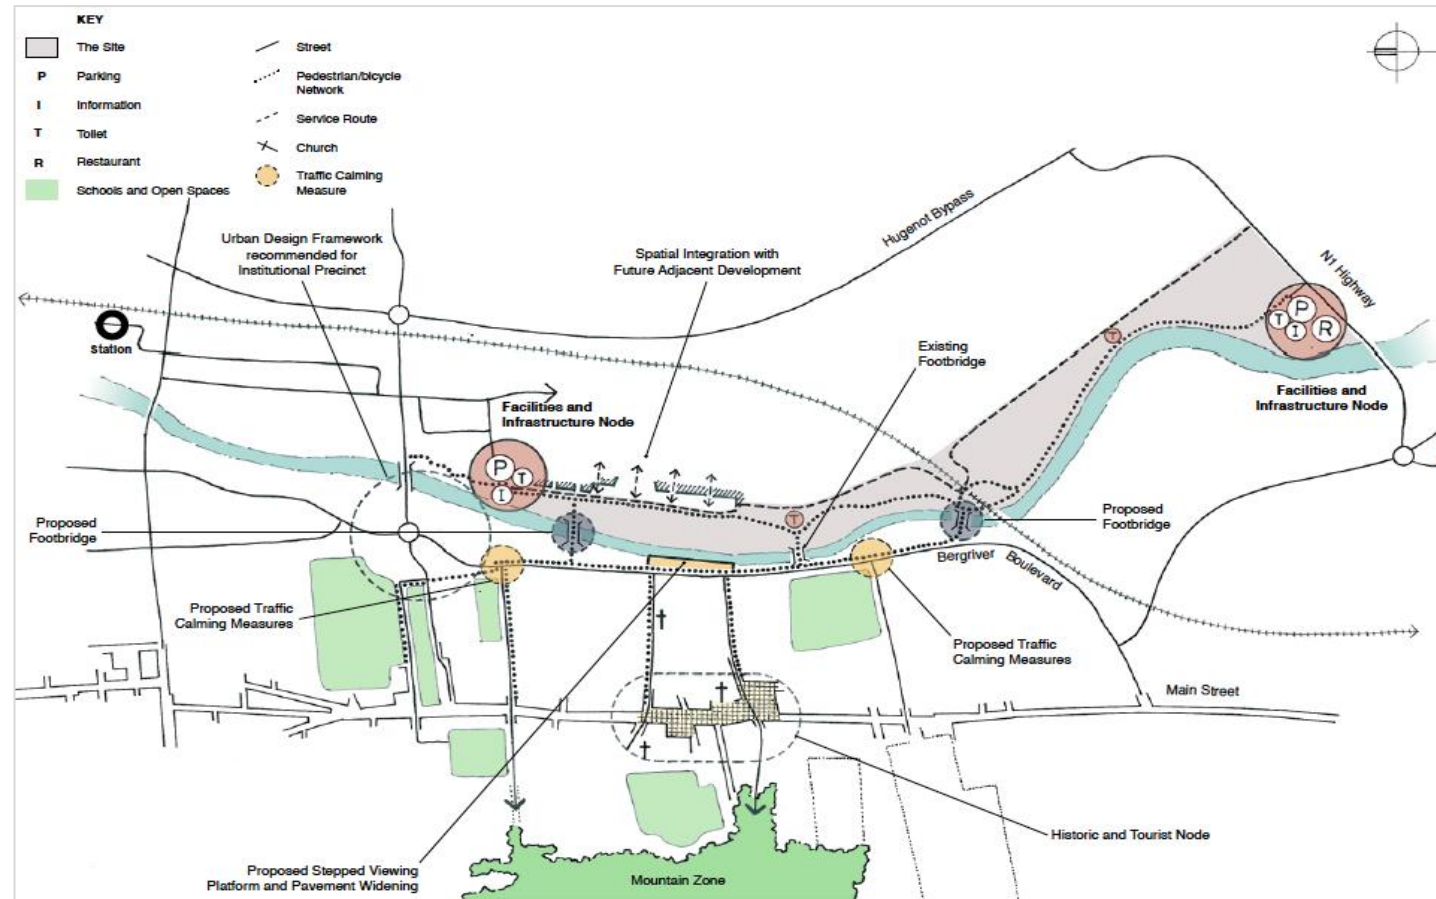 KEY
The Site
P Parking
I Information
T Toilet
R Restaurant
Schools and Open Spaces
Street
Pedestrian/bicycle
Network
Service Route
Church
Traffic Calming
Measure
Urban Design Framework
recommended for
Institutional Precinct
Spatial Integration with
Future Adjacent Development
Hugenot Bypass
N1 Highway
Station
P
T
I
R
T
Existing
Footbridge
Facilities and
Infrastructure Node
Facilities and
Infrastructure Node
P
T
I
T
Proposed
Footbridge
Proposed
Footbridge
Bergriver Boulevard
Proposed Traffic
Calming Measures
Proposed Traffic
Calming Measures
Main Street
Historic and Tourist Node
Proposed Stepped Viewing
Platform and Pavement Widening
Mountain Zone